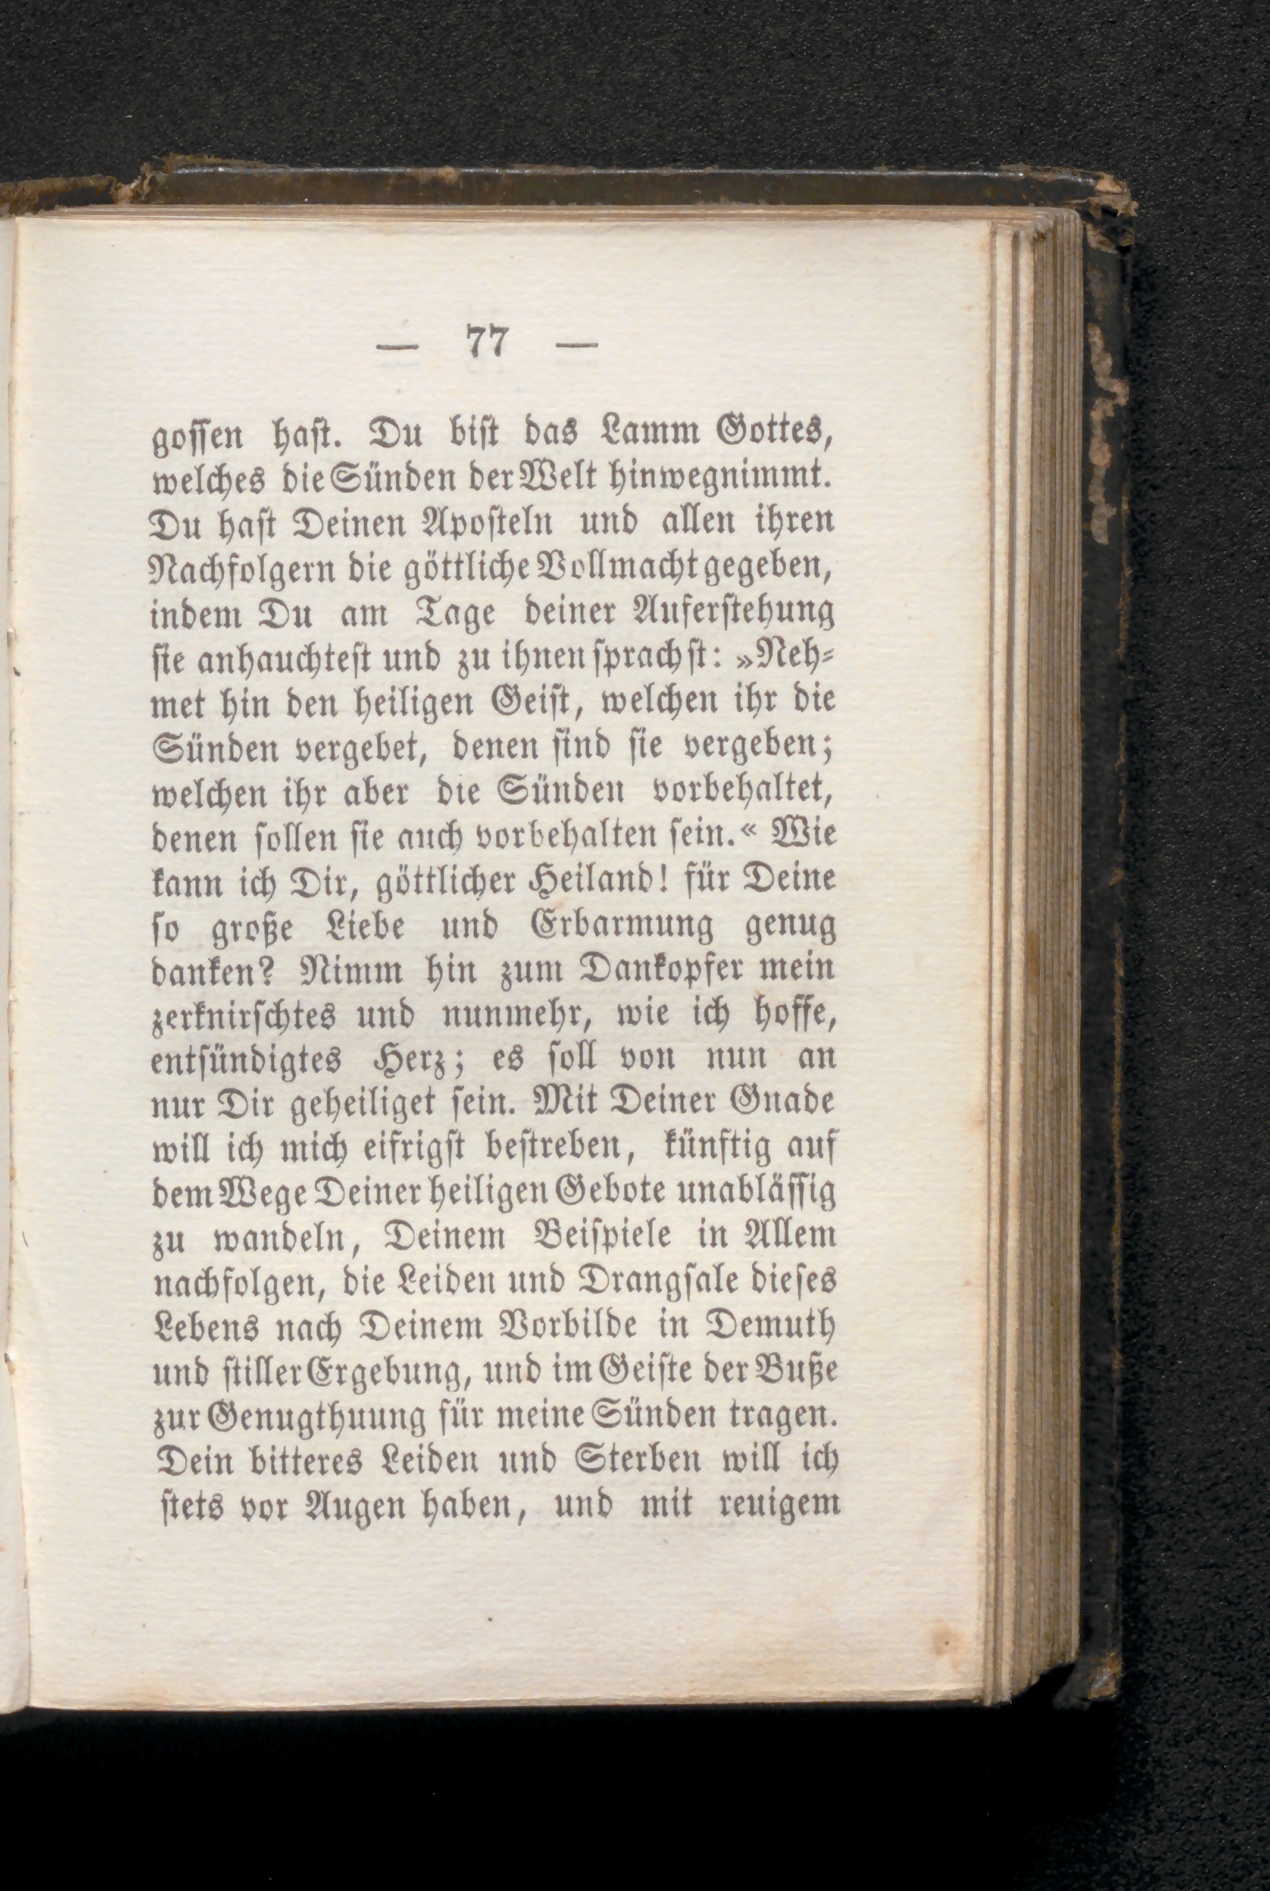 — 77 —
gossen hast. Du bist das Lamm Gottes,
welches die Sünden der Welt hinwegnimmt.
Du hast Deinen Aposteln und allen ihren
Nachfolgern die göttliche Vollmacht gegeben,
indem Du am Tage deiner Auferstehung
sie anhauchtest und zu ihnen sprachst: »Neh-
met hin den heiligen Geist, welchen ihr die
Sünden vergebet, denen sind sie vergeben;
welchen ihr aber die Sünden vorbehaltet,
denen sollen sie auch vorbehalten sein.« Wie
kann ich Dir, göttlicher Heiland! für Deine
so große Liebe und Erbarmung genug
danken? Nimm hin zum Dankopfer mein
zerknirschtes und nunmehr, wie ich hoffe,
entsündigtes Herz; es soll von nun an
nur Dir geheiliget sein. Mit Deiner Gnade
will ich mich eifrigst bestreben, künftig auf
dem Wege Deiner heiligen Gebote unablässig
zu wandeln, Deinem Beispiele in Allem
nachfolgen, die Leiden und Drangsale dieses
Lebens nach Deinem Vorbilde in Demuth
und stiller Ergebung, und im Geiste der Buße
zur Genugthuung für meine Sünden tragen.
Dein bitteres Leiden und Sterben will ich
stets vor Augen haben, und mit reuigem